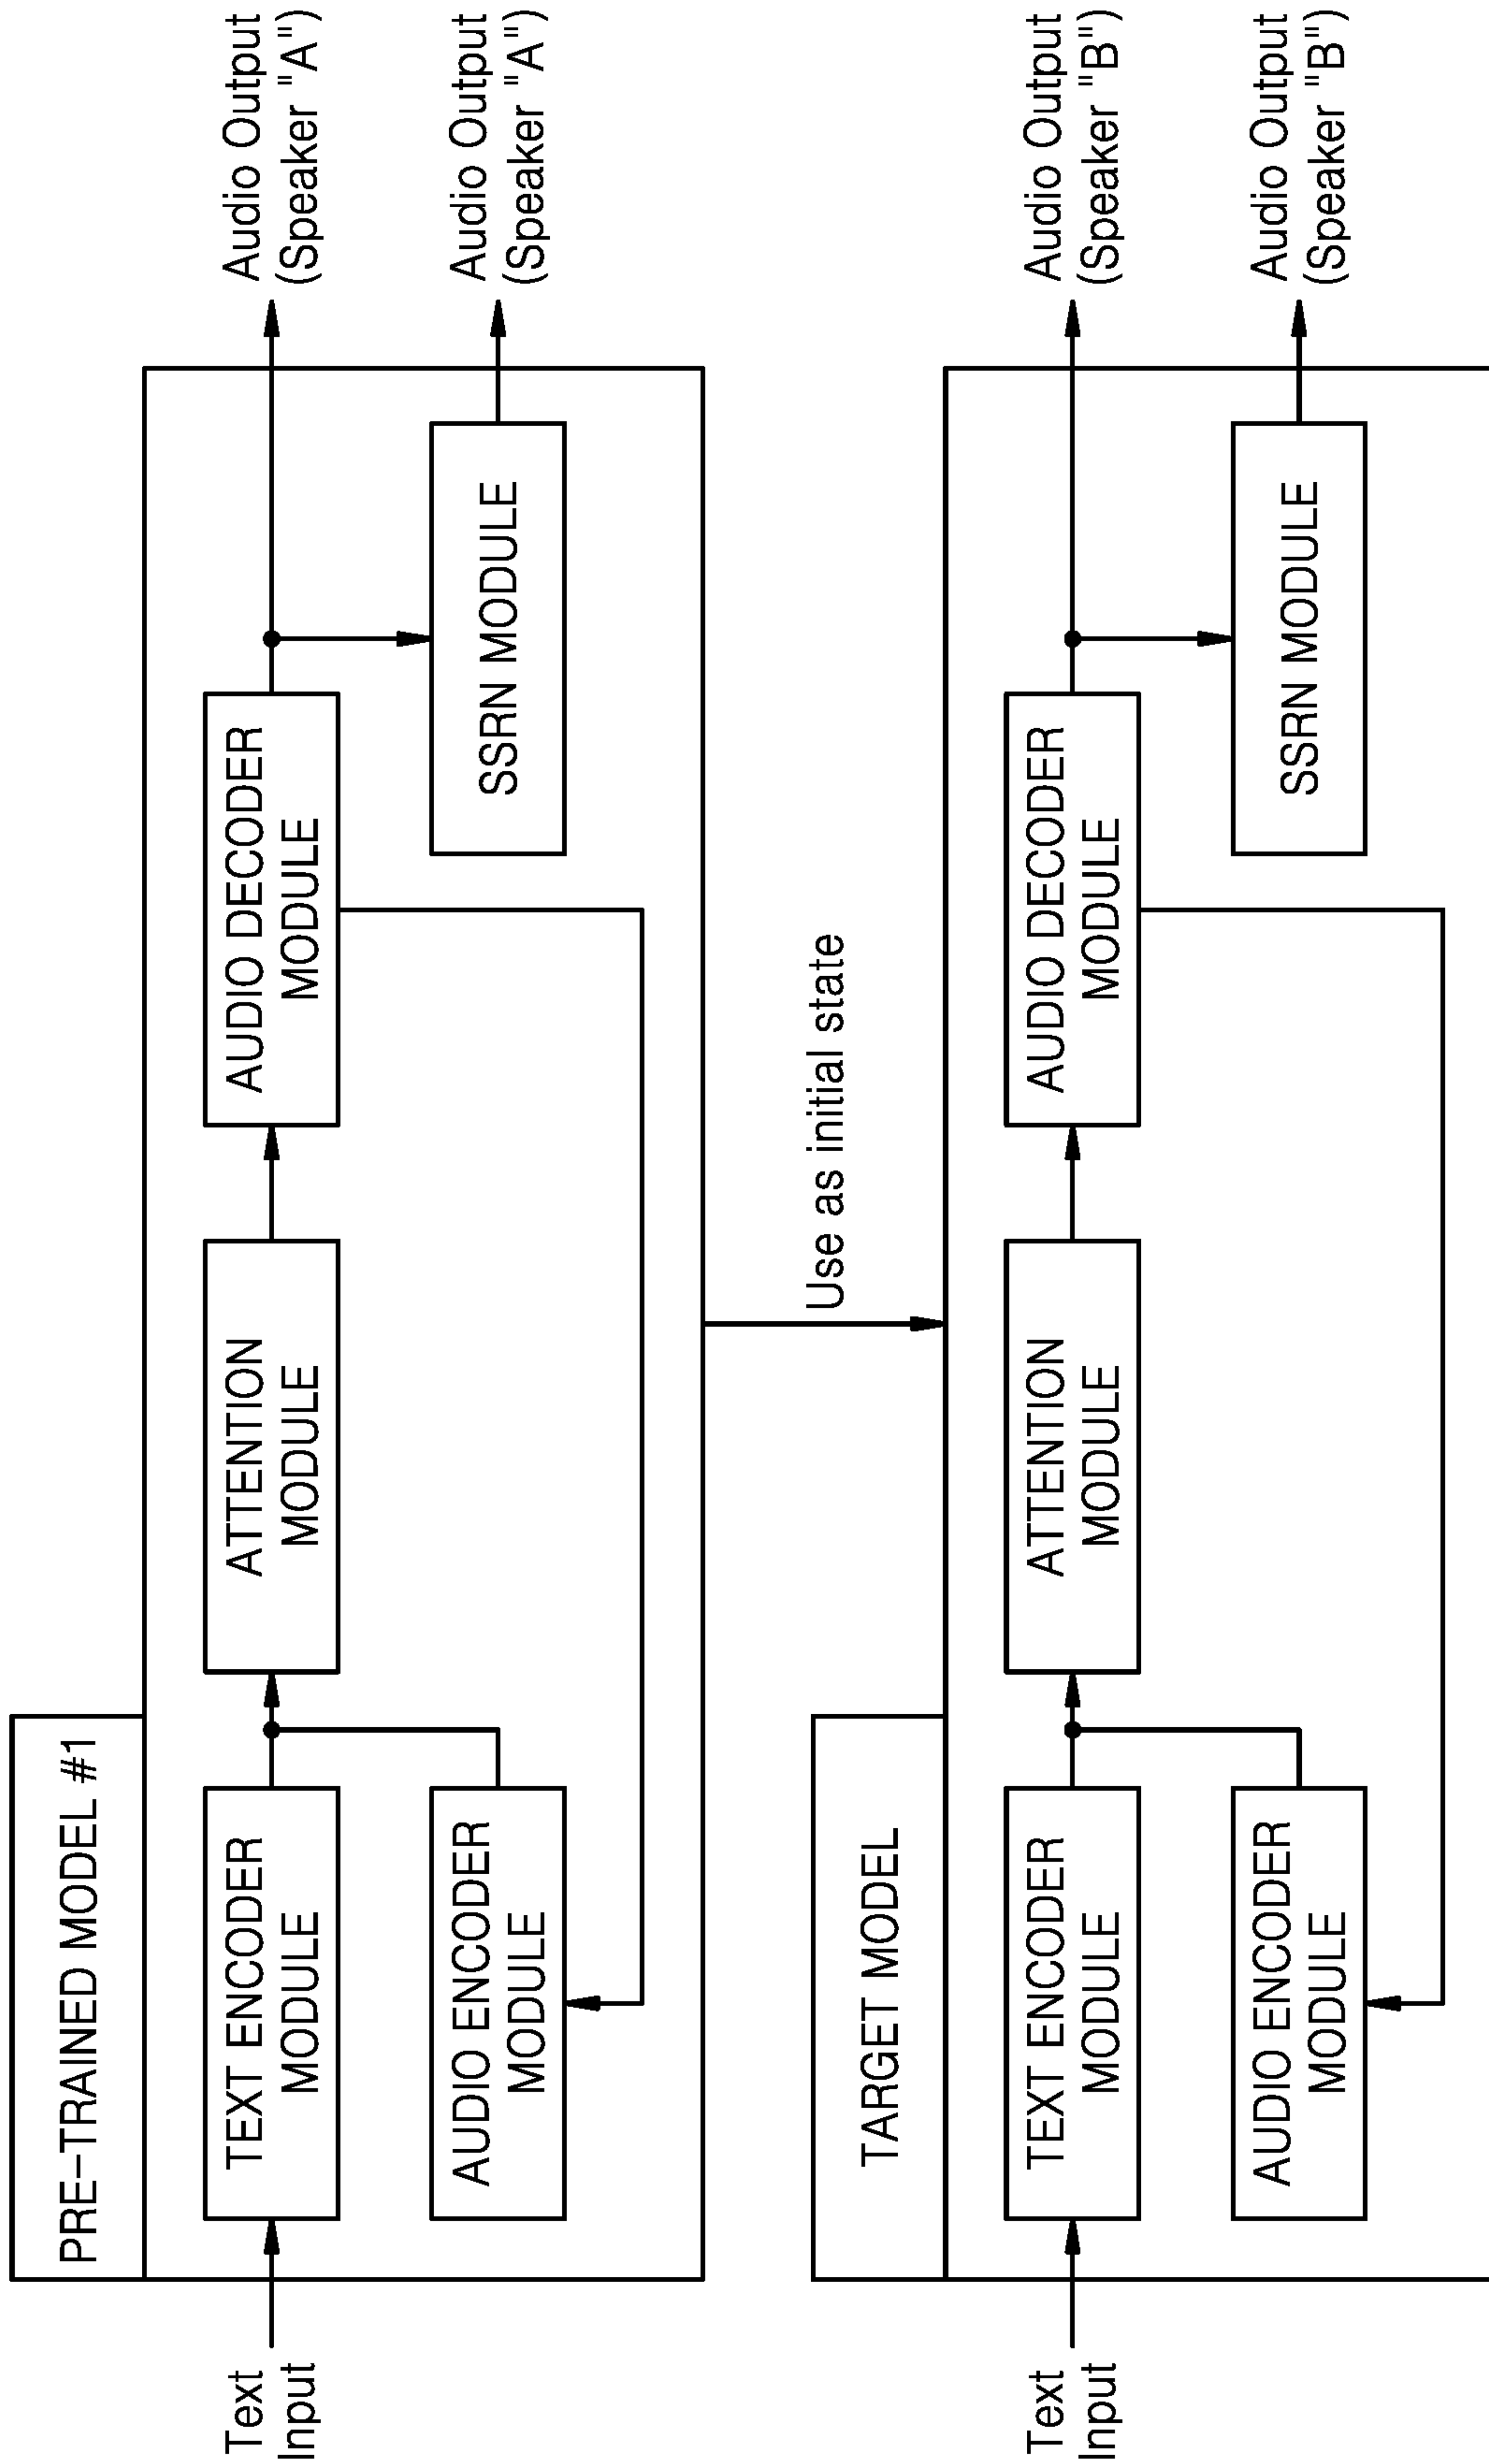 PRE-TRAINED MODEL #1
Text
Input
TEXT ENCODER
MODULE
AUDIO ENCODER
MODULE
ATTENTION
MODULE
AUDIO DECODER
MODULE
SSRN MODULE
Audio Output
(Speaker "A")
Audio Output
(Speaker "A")
Use as initial state
TARGET MODEL
Text
Input
TEXT ENCODER
MODULE
AUDIO ENCODER
MODULE
ATTENTION
MODULE
AUDIO DECODER
MODULE
SSRN MODULE
Audio Output
(Speaker "B")
Audio Output
(Speaker "B")